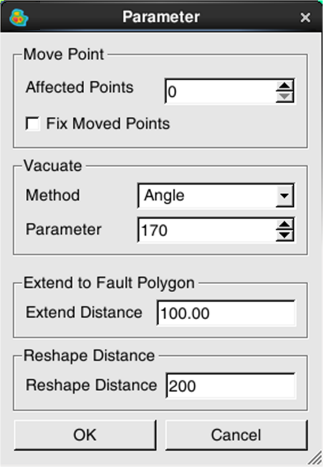 Parameter
Move Point
Affected Points 0
Fix Moved Points
Vacuate
Method Angle
Parameter 170
Extend to Fault Polygon
Extend Distance 100.00
Reshape Distance
Reshape Distance 200
OK Cancel